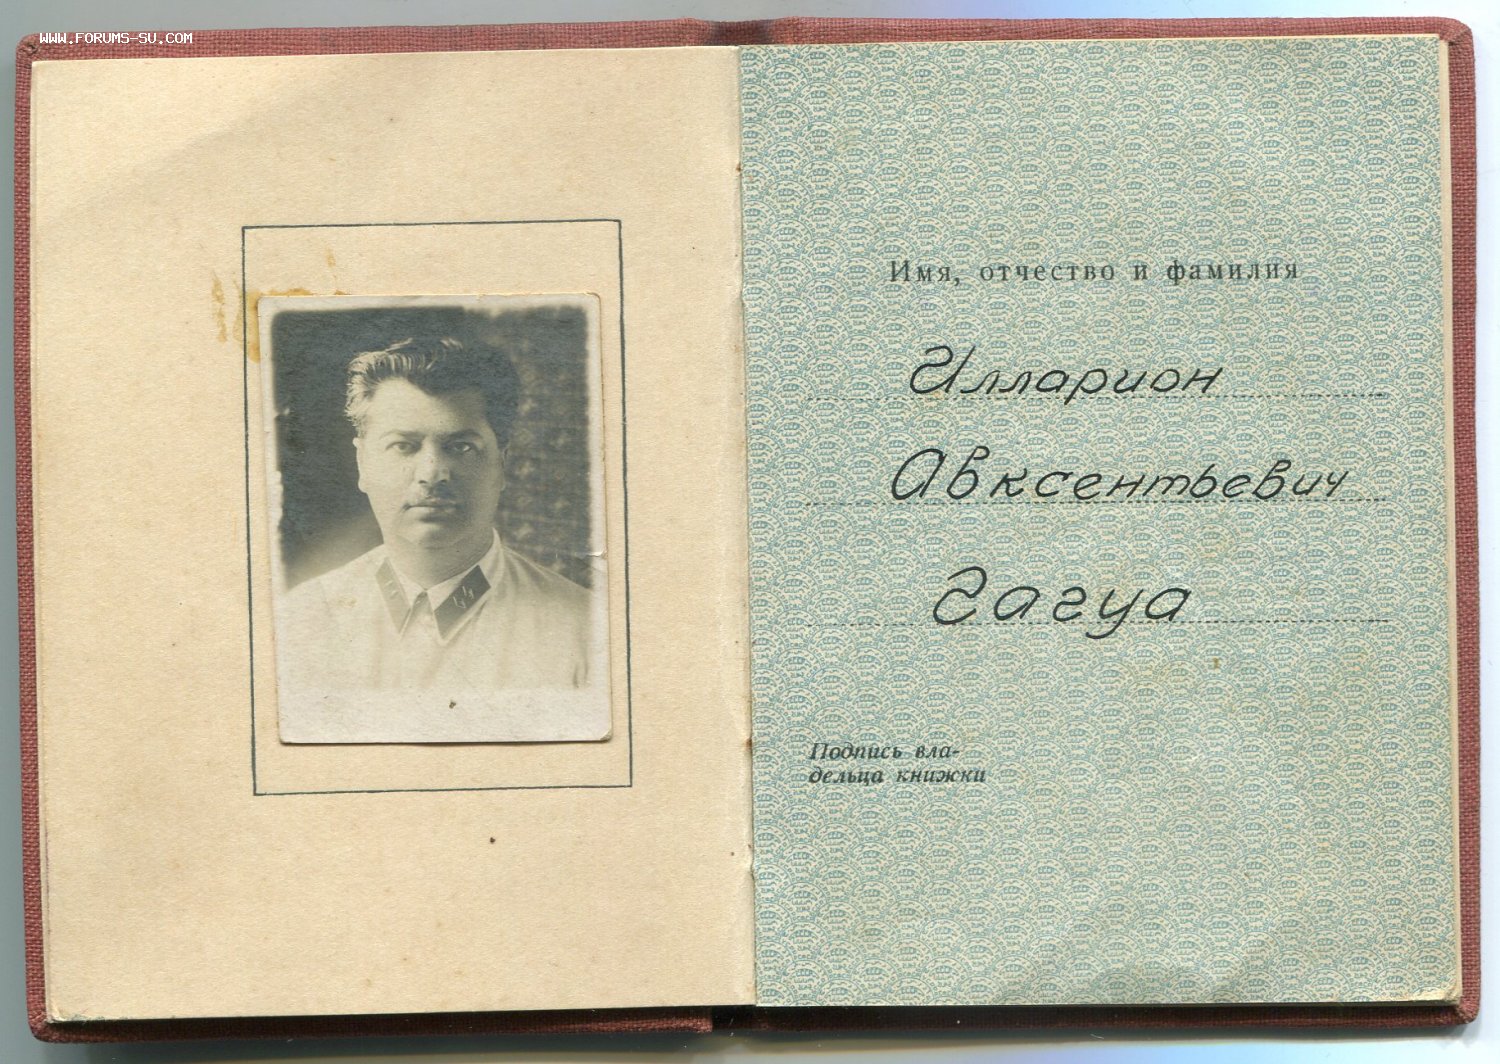 WWW.FORUMS-SU.COM
Имя, отчество и фамилия
Илларион
Авксентьевич
Гагуа
Подпись вла-
дельца книжки